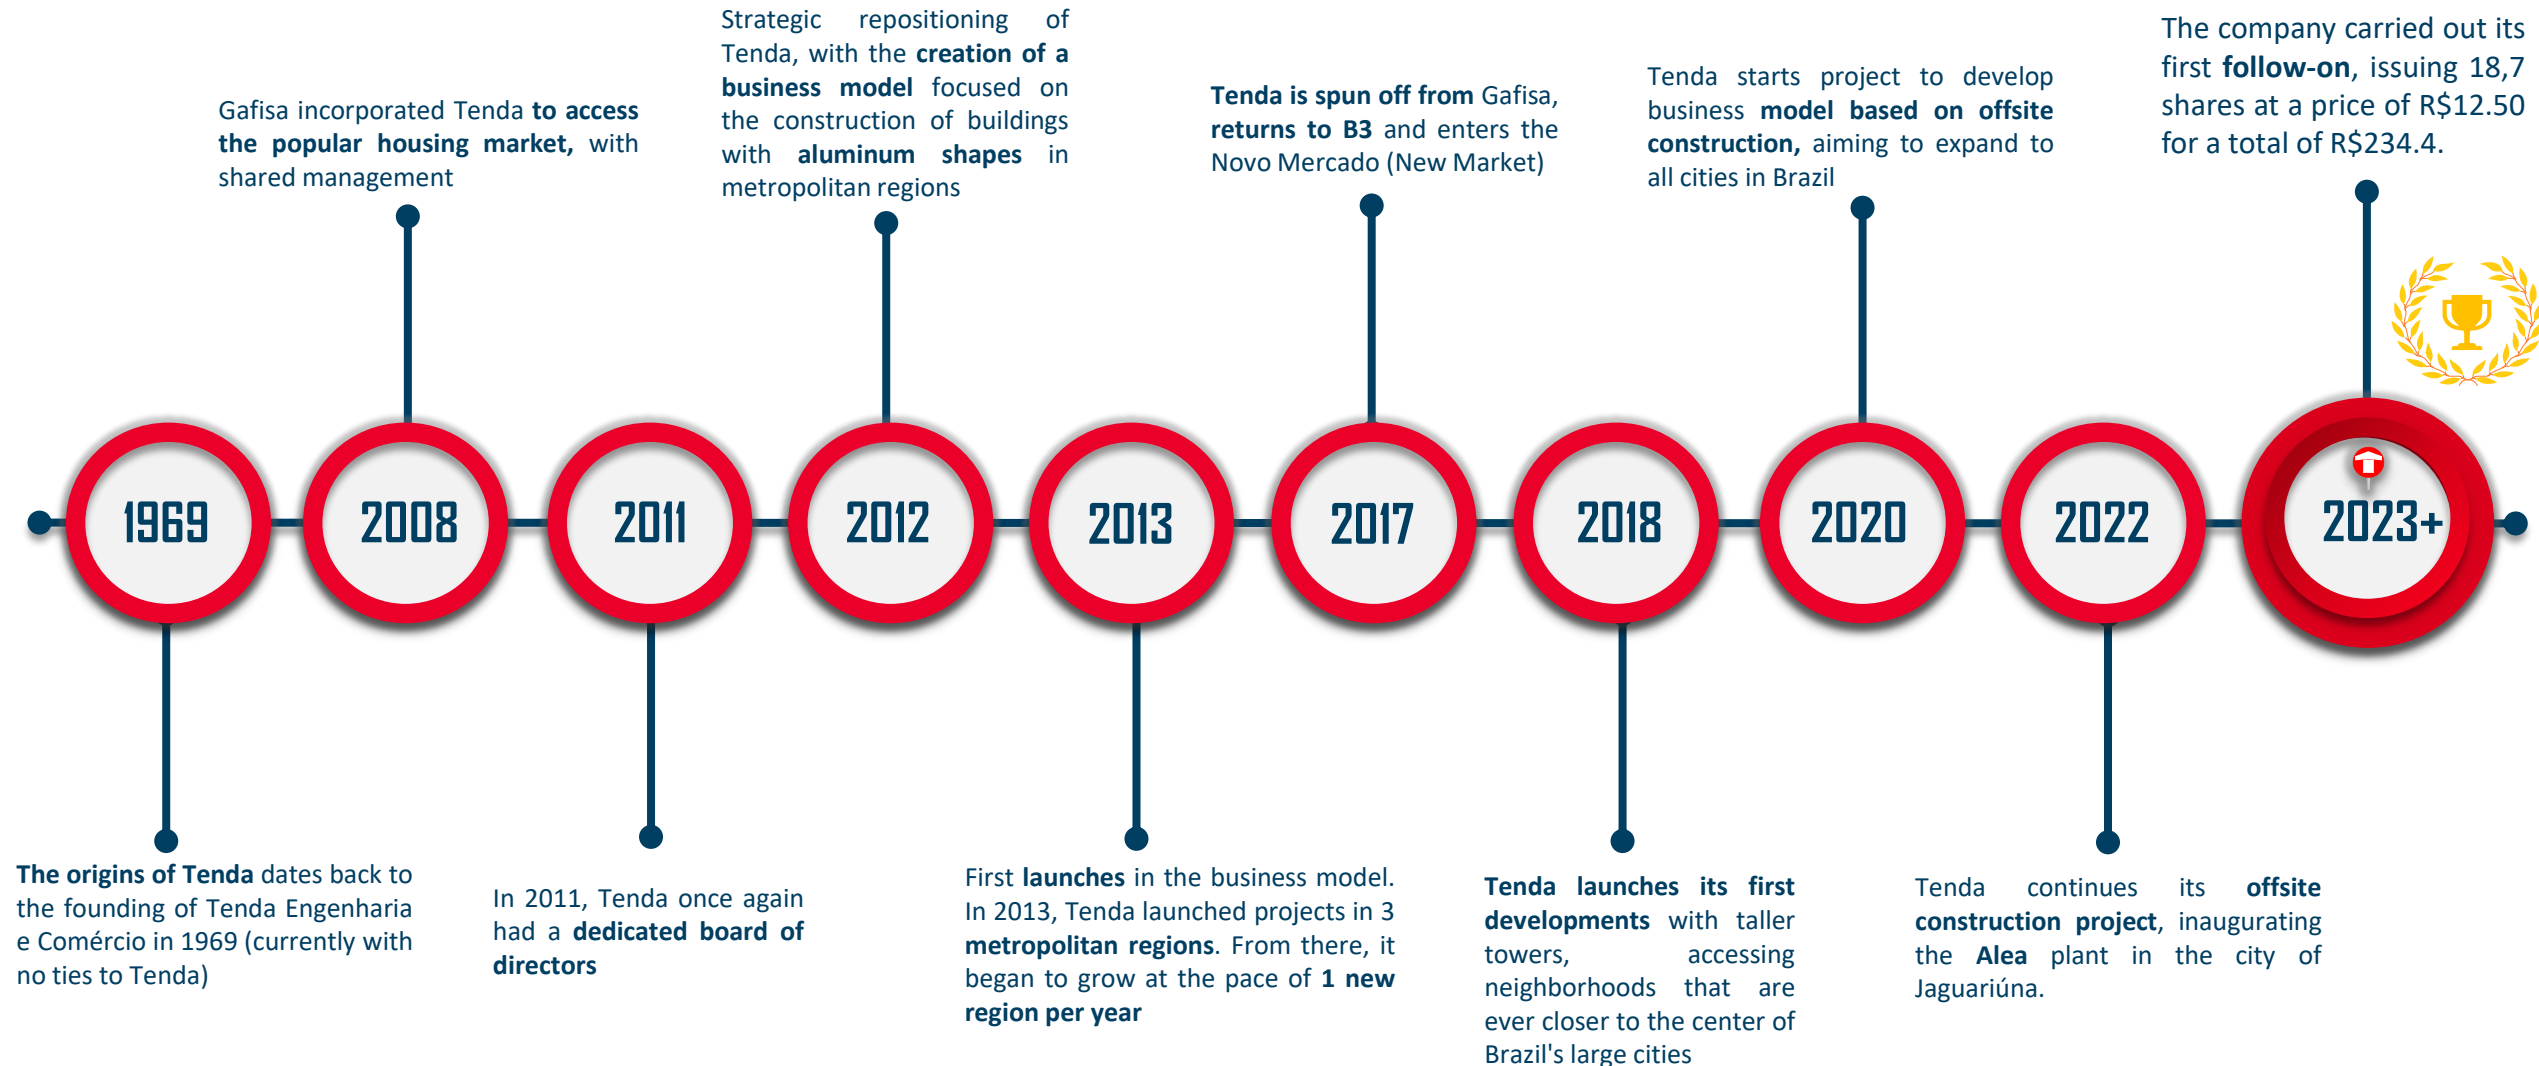 Gafisa incorporated Tenda to access
the popular housing market, with
shared management
Strategic repositioning of
Tenda, with the creation of a
business model focused on
the construction of buildings
with aluminum shapes in
metropolitan regions
Tenda is spun off from Gafisa,
returns to B3 and enters the
Novo Mercado (New Market)
Tenda starts project to develop
business model based on offsite
construction, aiming to expand to
all cities in Brazil
The company carried out its
first follow-on, issuing 18,7
shares at a price of R$12.50
for a total of R$234.4.
1969
2008
2011
2012
2013
2017
2018
2020
2022
2023+
The origins of Tenda dates back to
the founding of Tenda Engenharia
e Comércio in 1969 (currently with
no ties to Tenda)
In 2011, Tenda once again
had a dedicated board of
directors
First launches in the business model.
In 2013, Tenda launched projects in 3
metropolitan regions. From there, it
began to grow at the pace of 1 new
region per year
Tenda launches its first
developments with taller
towers, accessing
neighborhoods that are
ever closer to the center of
Brazil's large cities
Tenda continues its offsite
construction project, inaugurating
the Alea plant in the city of
Jaguariúna.